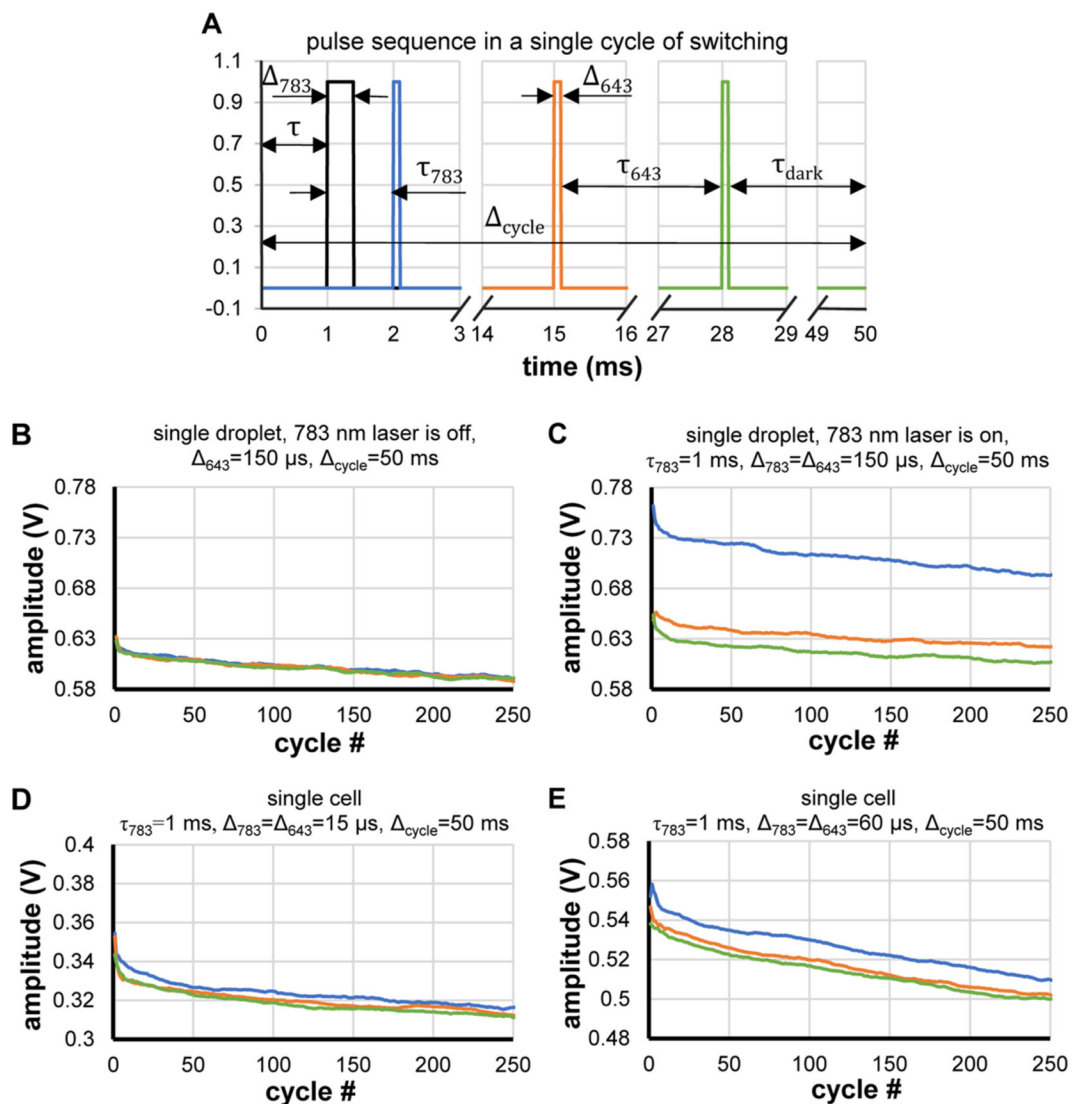 A
pulse sequence in a single cycle of switching
1.1
0.9
0.7
0.5
0.3
0.1
-0.1
Δ783
Δ643
τ
τ783
τ643
τdark
Δcycle
0 1 2 3 14 15 16 27 28 29 49 50
time (ms)
B
single droplet, 783 nm laser is off,
Δ643=150 µs, Δcycle=50 ms
0.78
0.73
0.68
0.63
0.58
amplitude (V)
0 50 100 150 200 250
cycle #
C
single droplet, 783 nm laser is on,
τ783=1 ms, Δ783=Δ643=150 µs, Δcycle=50 ms
0.78
0.73
0.68
0.63
0.58
amplitude (V)
0 50 100 150 200 250
cycle #
D
single cell
τ783=1 ms, Δ783=Δ643=15 µs, Δcycle=50 ms
0.4
0.38
0.36
0.34
0.32
0.3
amplitude (V)
0 50 100 150 200 250
cycle #
E
single cell
τ783=1 ms, Δ783=Δ643=60 µs, Δcycle=50 ms
0.58
0.56
0.54
0.52
0.5
0.48
amplitude (V)
0 50 100 150 200 250
cycle #